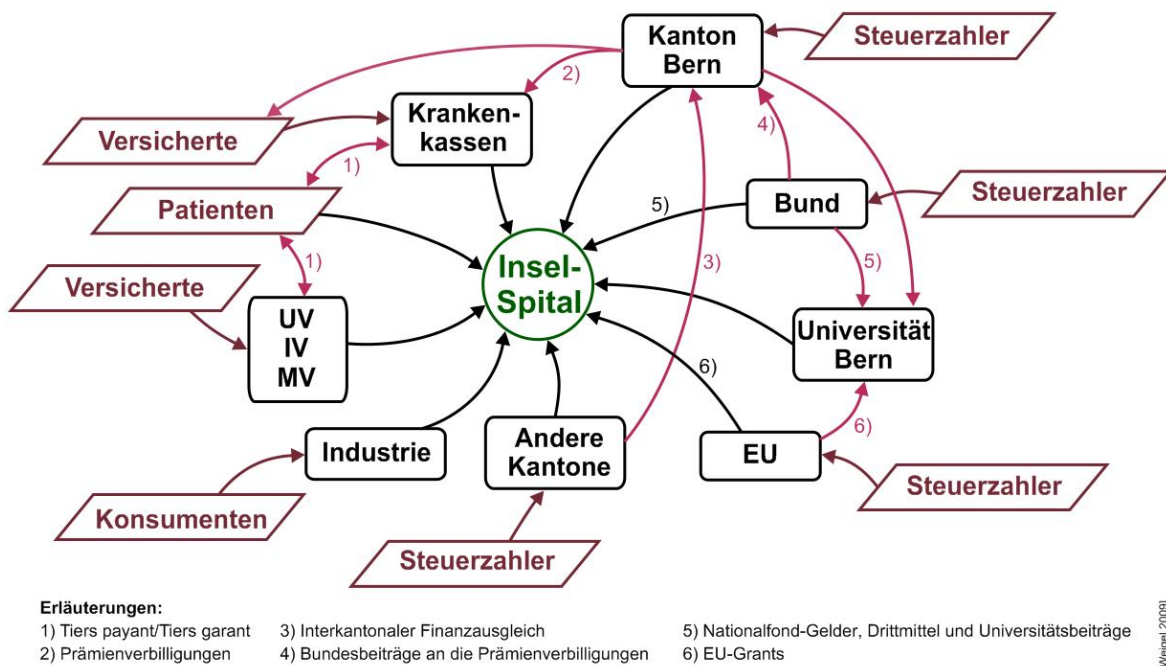 Kanton
Bern
Steuerzahler
2)
Kranken-
kassen
Versicherte
4)
1)
Bund
Steuerzahler
Patienten
5)
Insel-
Spital
3)
5)
1)
Versicherte
UV
IV
MV
Universität
Bern
6)
Industrie
Andere
Kantone
EU
6)
Steuerzahler
Konsumenten
Steuerzahler
Erläuterungen:
1) Tiers payant/Tiers garant
2) Prämienverbilligungen
3) Interkantonaler Finanzausgleich
4) Bundesbeiträge an die Prämienverbilligungen
5) Nationalfond-Gelder, Drittmittel und Universitätsbeiträge
6) EU-Grants
[Weigel 2009]